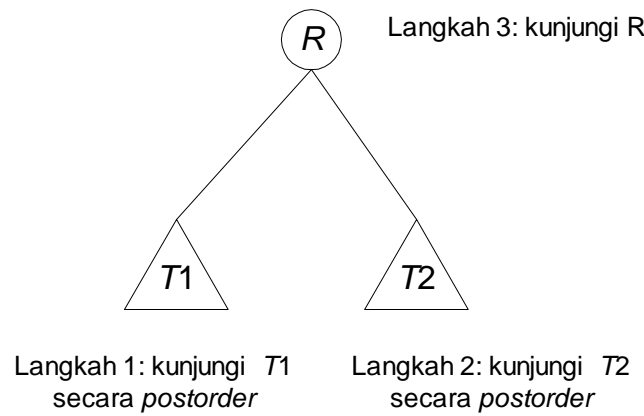 R
Langkah 3: kunjungi R
T1
T2
Langkah 1: kunjungi T1
secara postorder
Langkah 2: kunjungi T2
secara postorder